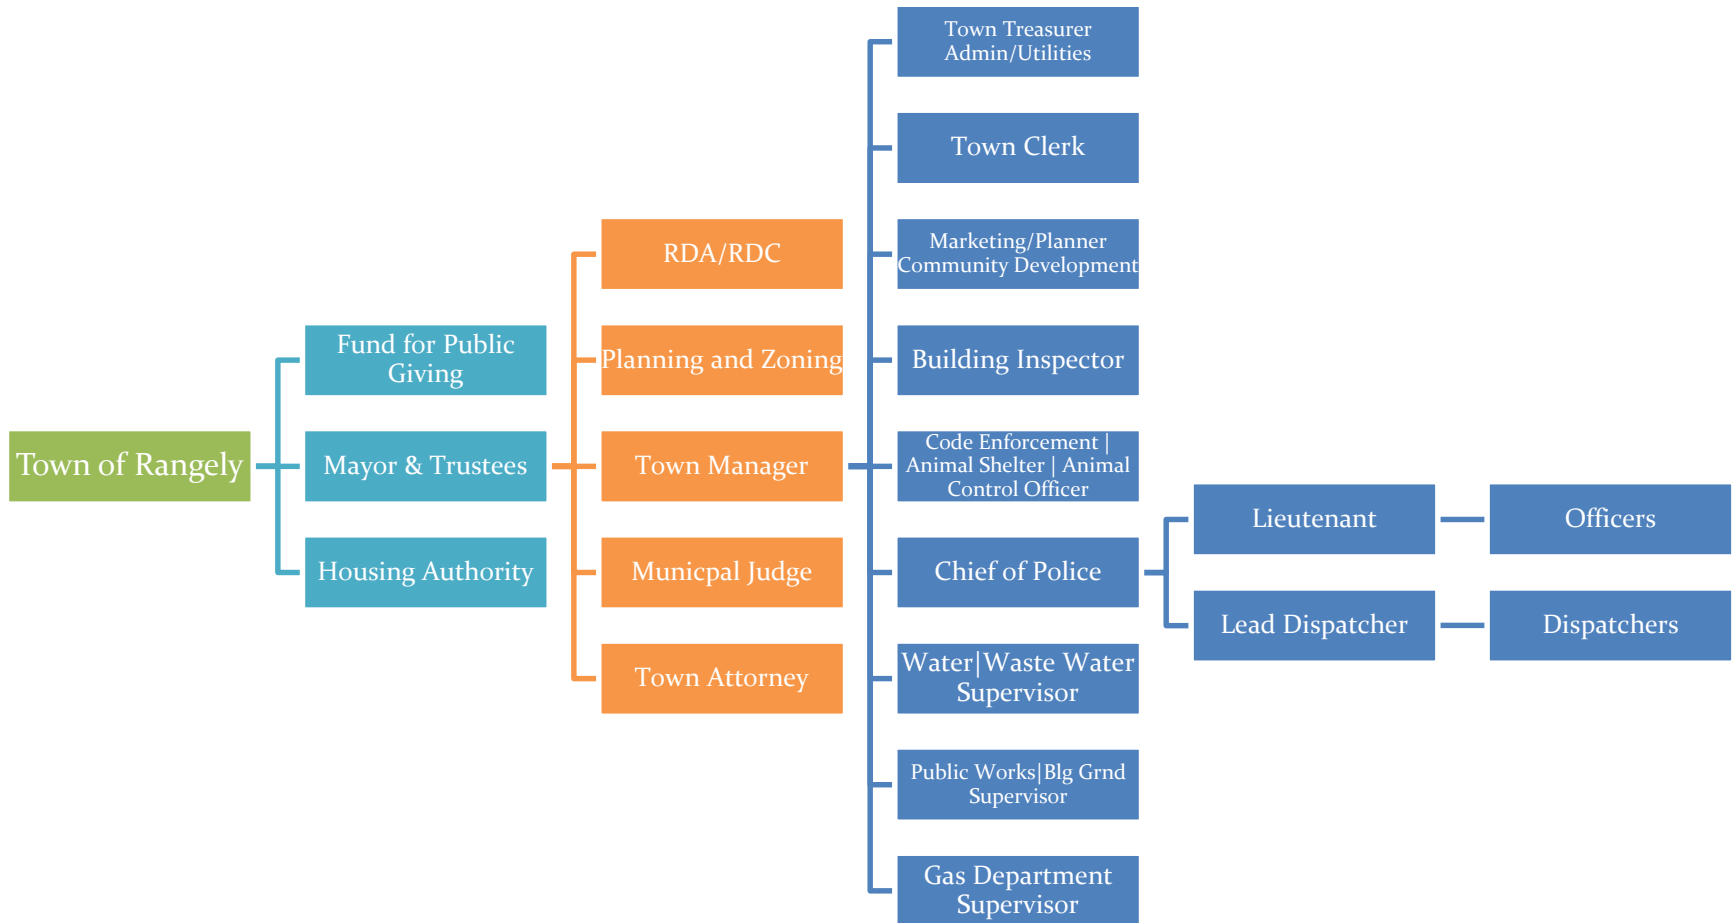 Town of Rangely
Fund for Public
Giving
Mayor & Trustees
Housing Authority
RDA/RDC
Planning and Zoning
Town Manager
Municpal Judge
Town Attorney
Town Treasurer
Admin/Utilities
Town Clerk
Marketing/Planner
Community Development
Building Inspector
Code Enforcement |
Animal Shelter | Animal
Control Officer
Chief of Police
Water|Waste Water
Supervisor
Public Works|Blg Grnd
Supervisor
Gas Department
Supervisor
Lieutenant
Lead Dispatcher
Officers
Dispatchers